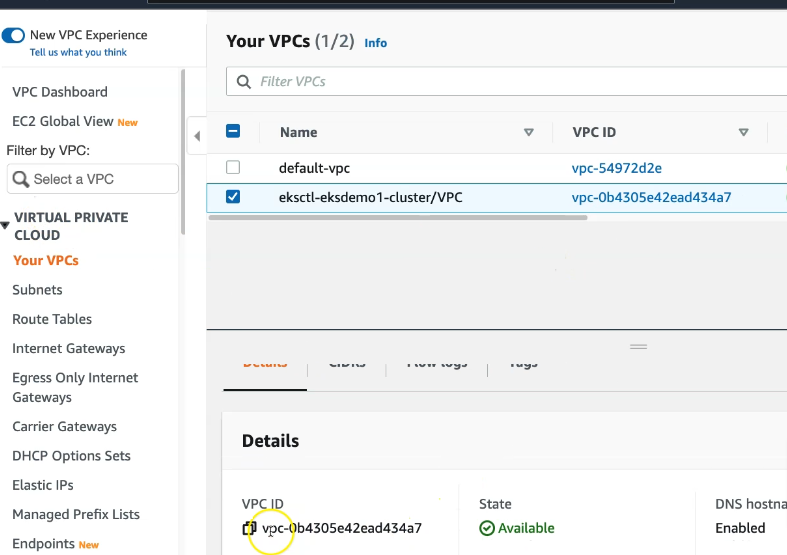 New VPC Experience
Tell us what you think
VPC Dashboard
EC2 Global View New
Filter by VPC:
Select a VPC
VIRTUAL PRIVATE
CLOUD
Your VPCs
Subnets
Route Tables
Internet Gateways
Egress Only Internet
Gateways
Carrier Gateways
DHCP Options Sets
Elastic IPs
Managed Prefix Lists
Endpoints New
Your VPCs (1/2) Info
Filter VPCs
Name VPC ID
default-vpc vpc-54972d2e
eksctl-eksdemo1-cluster/VPC vpc-0b4305e42ead434a7
Details CIDRs Flow logs Tags
Details
VPC ID State DNS hostna
vpc-0b4305e42ead434a7 Available Enabled